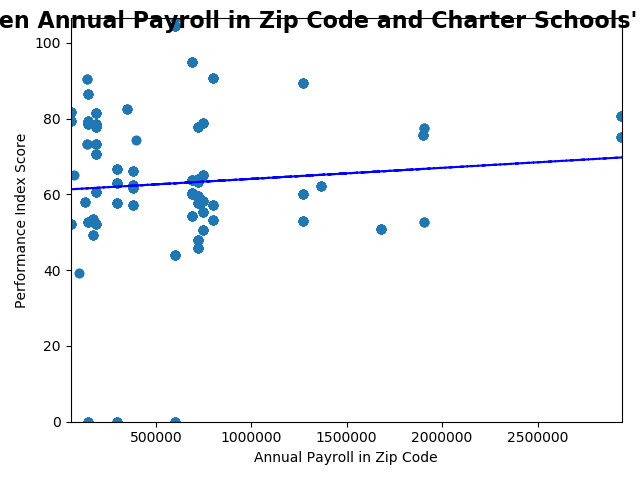 en Annual Payroll in Zip Code and Charter Schools'
100
80
60
40
20
0
Performance Index Score
500000 1000000 1500000 2000000 2500000
Annual Payroll in Zip Code